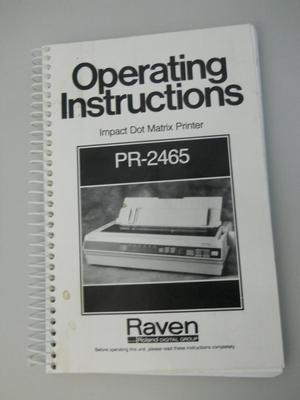 Operating
Instructions
Impact Dot Matrix Printer
PR-2465
Raven
Roland DIGITAL GROUP
Before operating this unit, please read these instructions completely